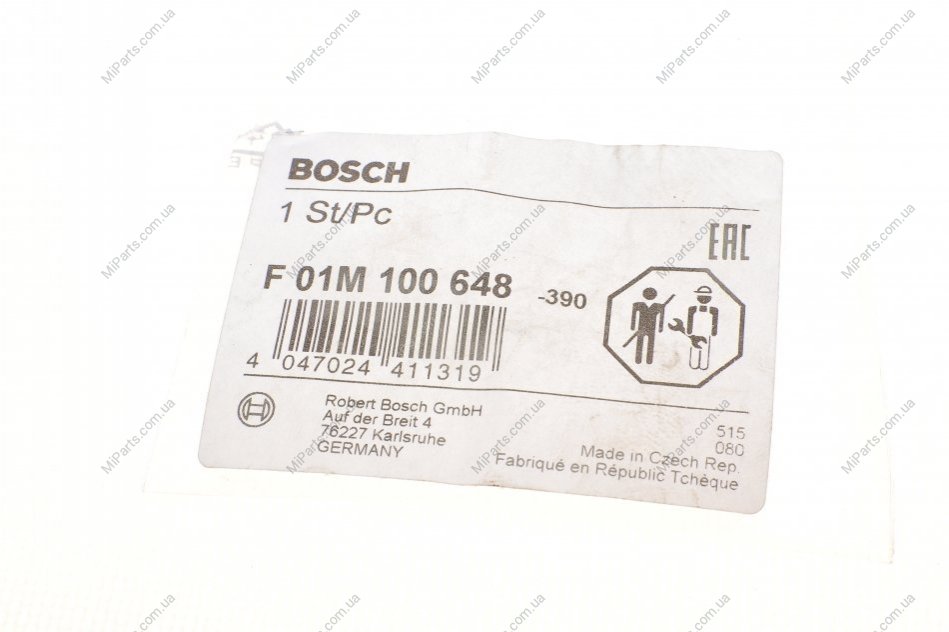 BOSCH
1 St/Pc
EAC
F 01M 100 648 -390
4 047024 411319
Robert Bosch GmbH
Auf der Breit 4
76227 Karlsruhe
GERMANY
515
080
Made in Czech Rep.
Fabriqué en Républic Tchèque
MiParts.com.ua